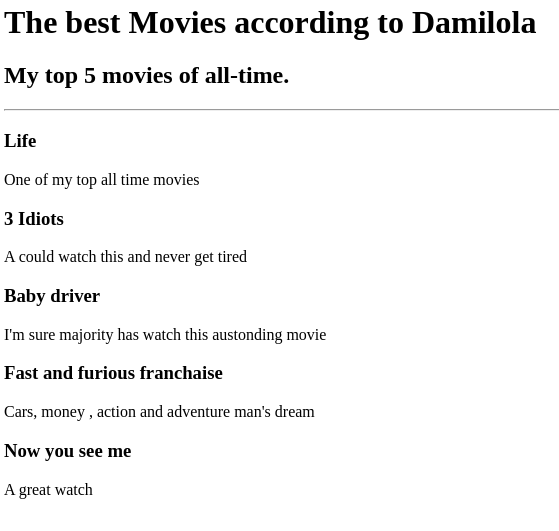 The best Movies according to Damilola
My top 5 movies of all-time.
Life
One of my top all time movies
3 Idiots
A could watch this and never get tired
Baby driver
I'm sure majority has watch this austonding movie
Fast and furious franchaise
Cars, money , action and adventure man's dream
Now you see me
A great watch